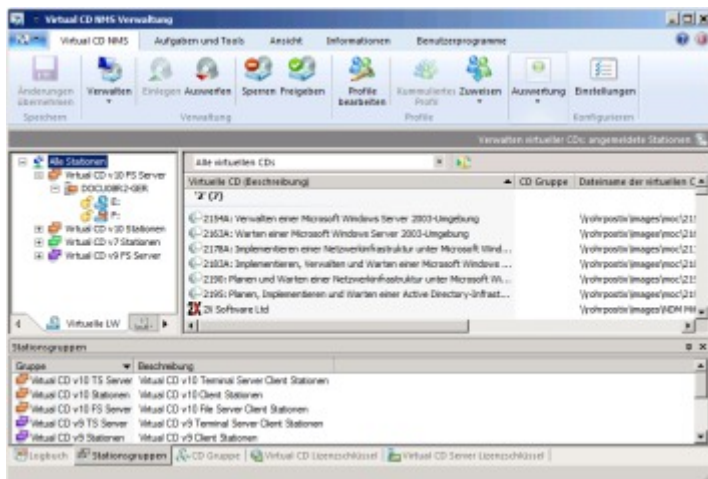 Virtual CD NMS Verwaltung
Virtual CD NMS Aufgaben und Tools Ansicht Informationen Benutzerprogramme
Änderungen übernehmen Verwalten Einlegen Auswerfen Sperren Freigeben Profile bearbeiten Kummuliertes Profil Zuweisen Auswertung Einstellungen
Speichern Verwaltung Profile Konfigurieren
Verwalten virtueller CDs: angemeldete Stationen
Alle Stationen
Virtual CD v10 FS Server
DOCU08R2-GER
E:
F:
Virtual CD v10 Stationen
Virtual CD v7 Stationen
Virtual CD v9 FS Server
Virtuelle LW
Alle virtuellen CDs
Virtuelle CD (Beschreibung) CD Gruppe Dateiname der virtuellen C
'2' (7)
2154A: Verwalten einer Microsoft Windows Server 2003-Umgebung
2163A: Warten einer Microsoft Windows Server 2003-Umgebung
2178A: Implementieren einer Netzwerkinfrastruktur unter Microsoft Wind...
2183A: Implementieren, Verwalten und Warten einer Microsoft Windows ...
2190: Planen und Warten einer Netzwerkinfrastruktur unter Microsoft Wi...
2195: Planen, Implementieren und Warten einer Active Directory-Infrast...
2X Software Ltd
Stationsgruppen
Gruppe Beschreibung
Virtual CD v10 TS Server Virtual CD v10 Terminal Server Client Stationen
Virtual CD v10 Stationen Virtual CD v10 Client Stationen
Virtual CD v10 FS Server Virtual CD v10 File Server Client Stationen
Virtual CD v9 TS Server Virtual CD v9 Terminal Server Client Stationen
Virtual CD v9 Stationen Virtual CD v9 Client Stationen
Logbuch Stationsgruppen CD Gruppe Virtual CD Lizenzschlüssel Virtual CD Server Lizenzschlüssel